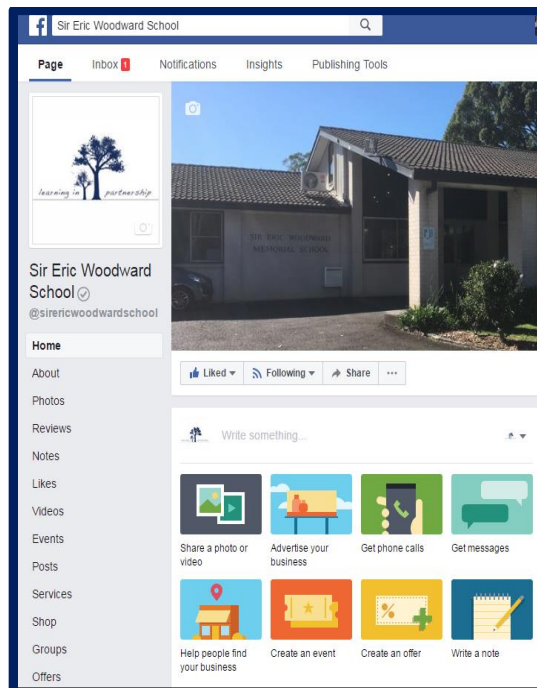 Sir Eric Woodward School
Page Inbox 1 Notifications Insights Publishing Tools
learning in partnership
SIR ERIC WOODWARD
MEMORIAL SCHOOL
Sir Eric Woodward
School
@sirericwoodwardschool
Home
About
Photos
Reviews
Notes
Likes
Videos
Events
Posts
Services
Shop
Groups
Offers
Liked Following Share ...
Write something...
Share a photo or
video
Advertise your
business
Get phone calls
Get messages
Help people find
your business
Create an event
Create an offer
Write a note